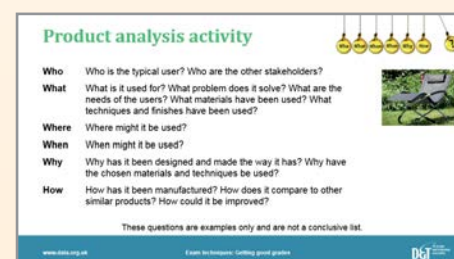 Product analysis activity
Who Who is the typical user? Who are the other stakeholders?
What What is it used for? What problem does it solve? What are the
needs of the users? What materials have been used? What
techniques and finishes have been used?
Where Where might it be used?
When When might it be used?
Why Why has it been designed and made the way it has? Why have
the chosen materials and techniques be used?
How How has it been manufactured? How does it compare to other
similar products? How could it be improved?
These questions are examples only and are not a conclusive list.
www.data.org.uk Exam techniques: Getting good grades D&T